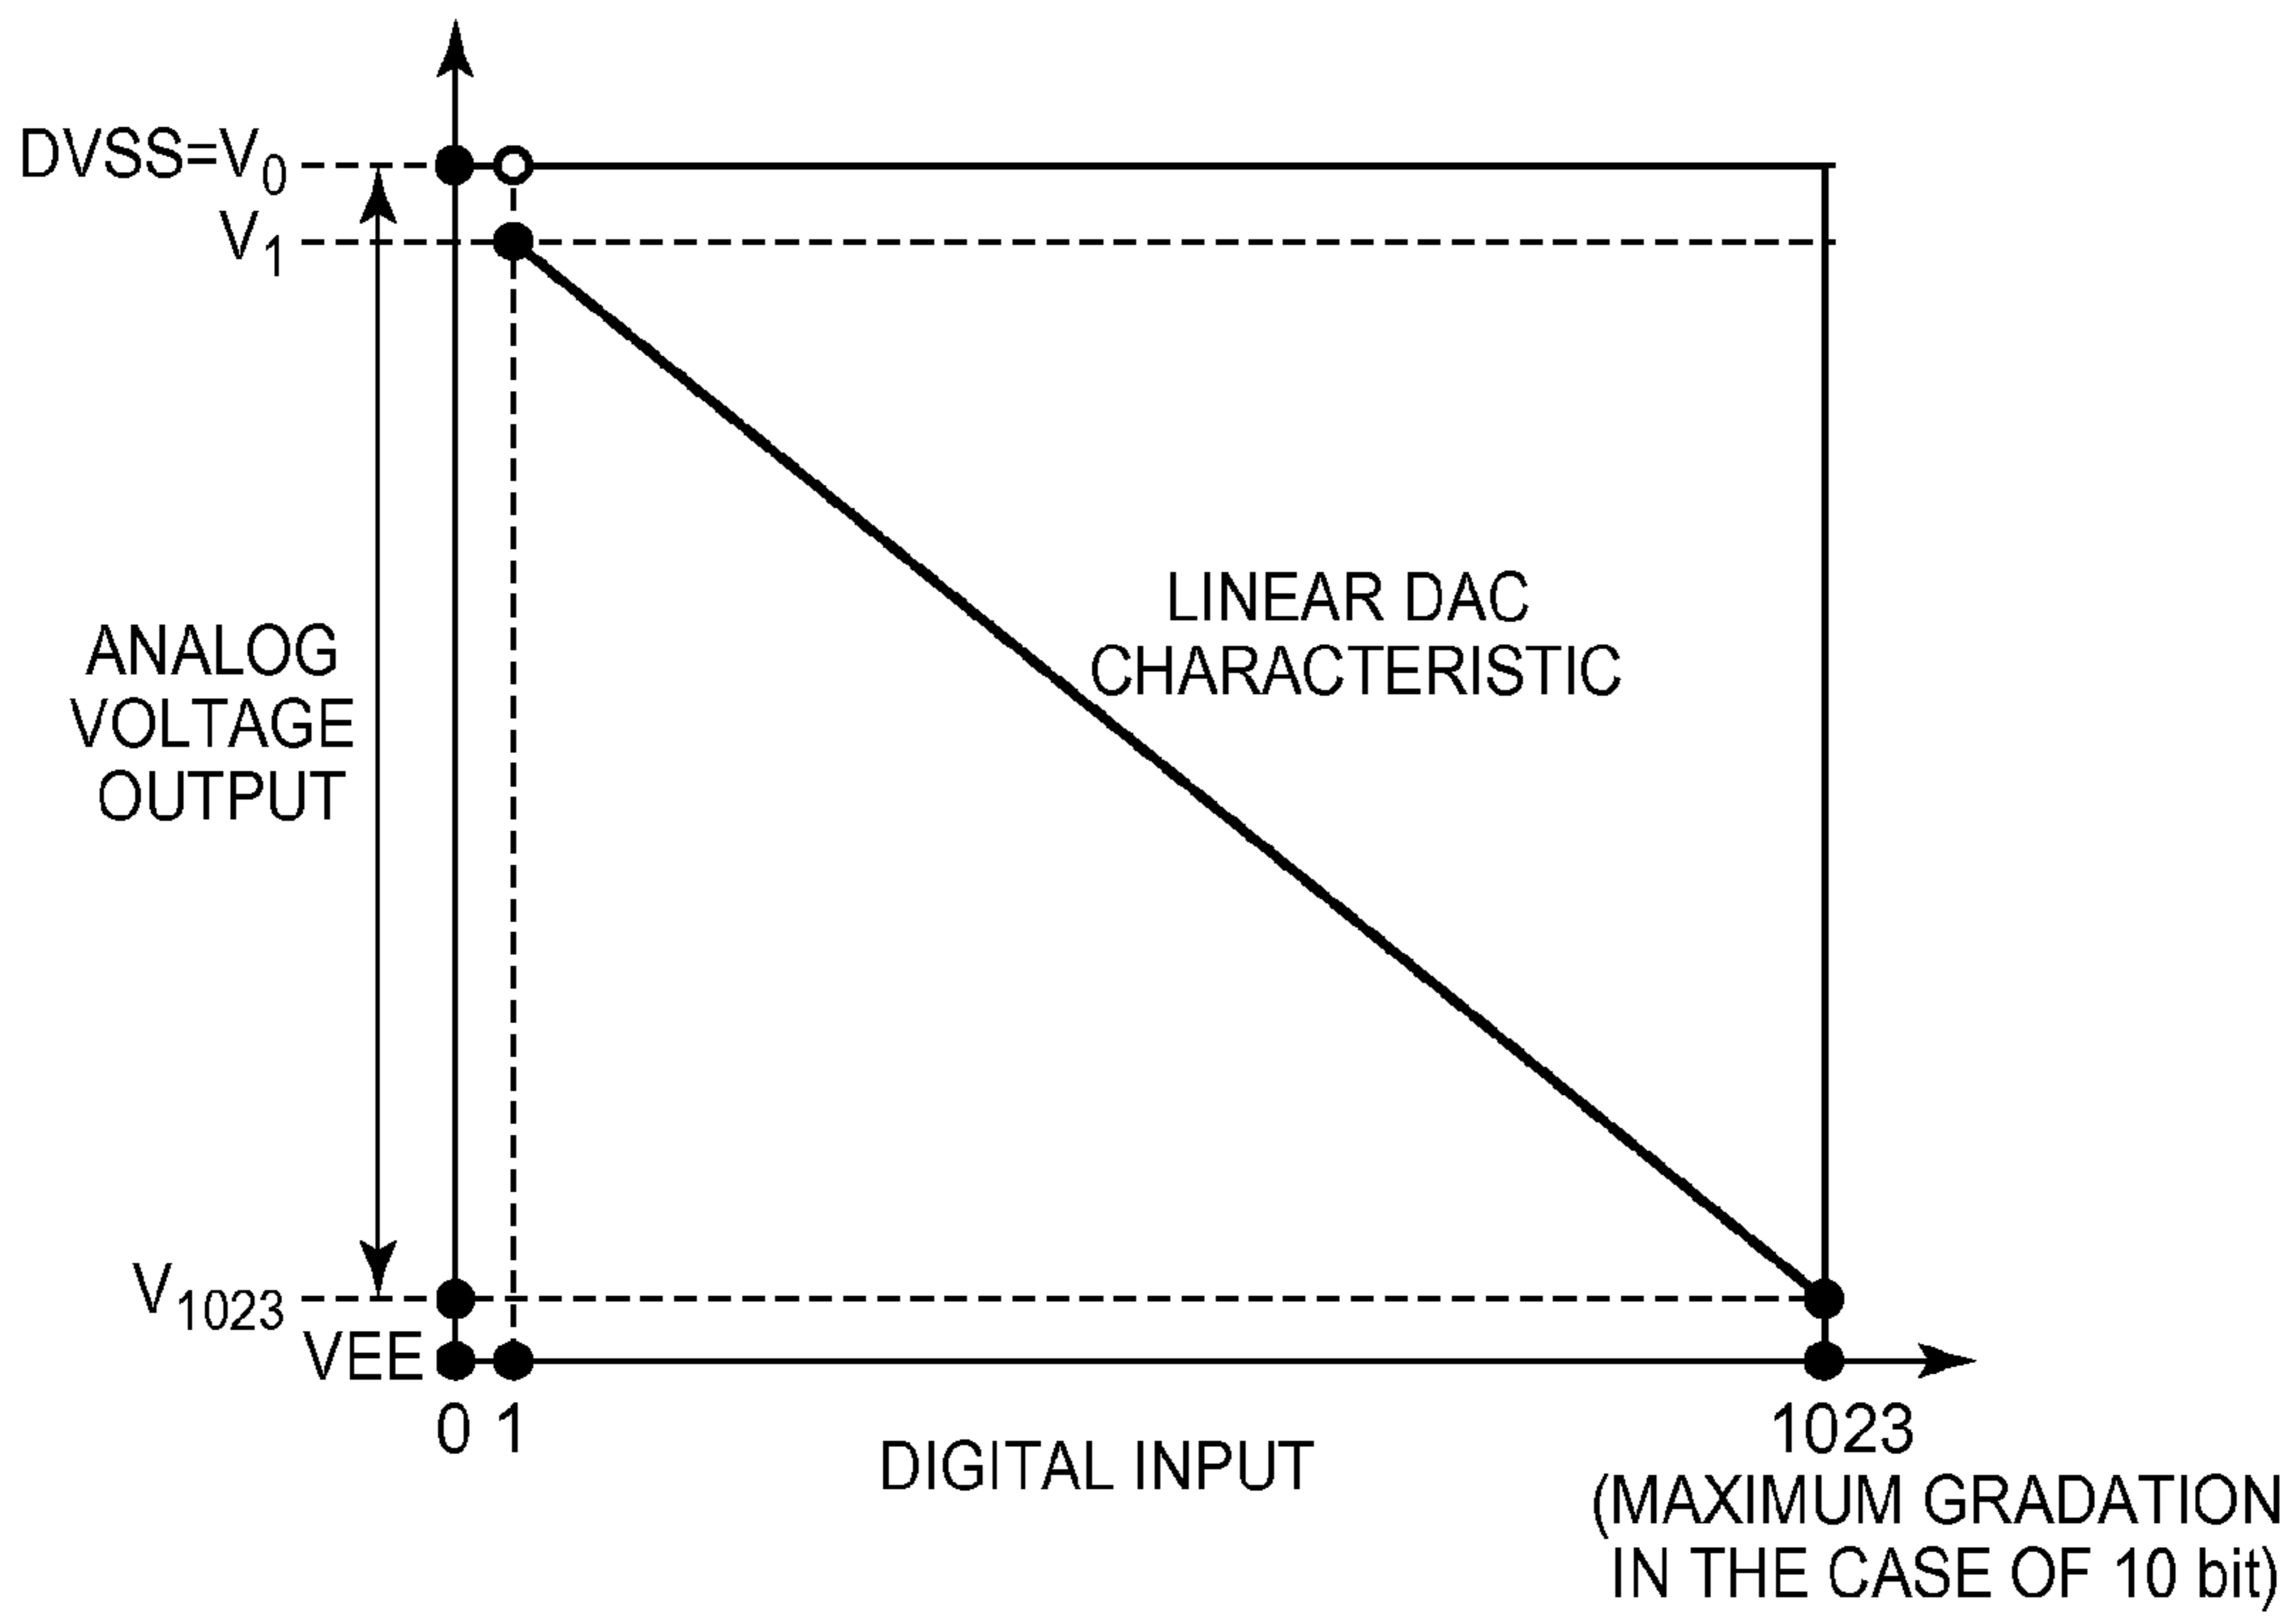 DVSS=V0
V1
LINEAR DAC
CHARACTERISTIC
ANALOG
VOLTAGE
OUTPUT
V1023
VEE
0 1
1023
DIGITAL INPUT
(MAXIMUM GRADATION
IN THE CASE OF 10 bit)